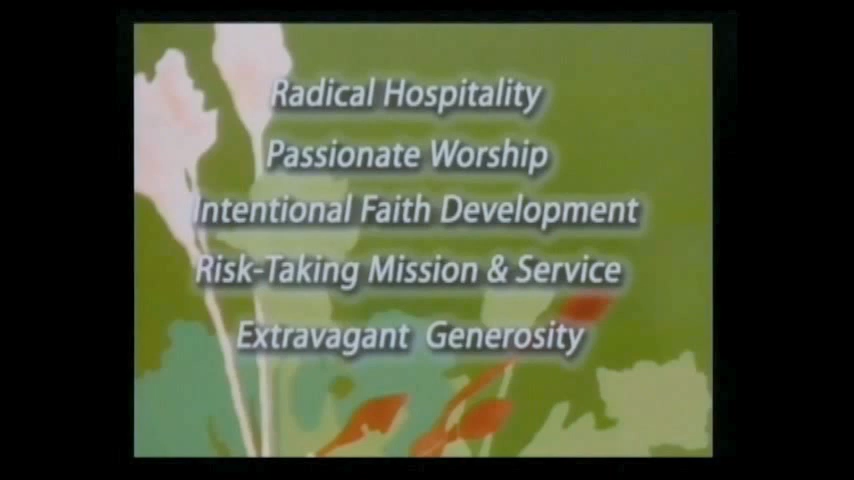 Radical Hospitality
Passionate Worship
Intentional Faith Development
Risk-Taking Mission & Service
Extravagant Generosity